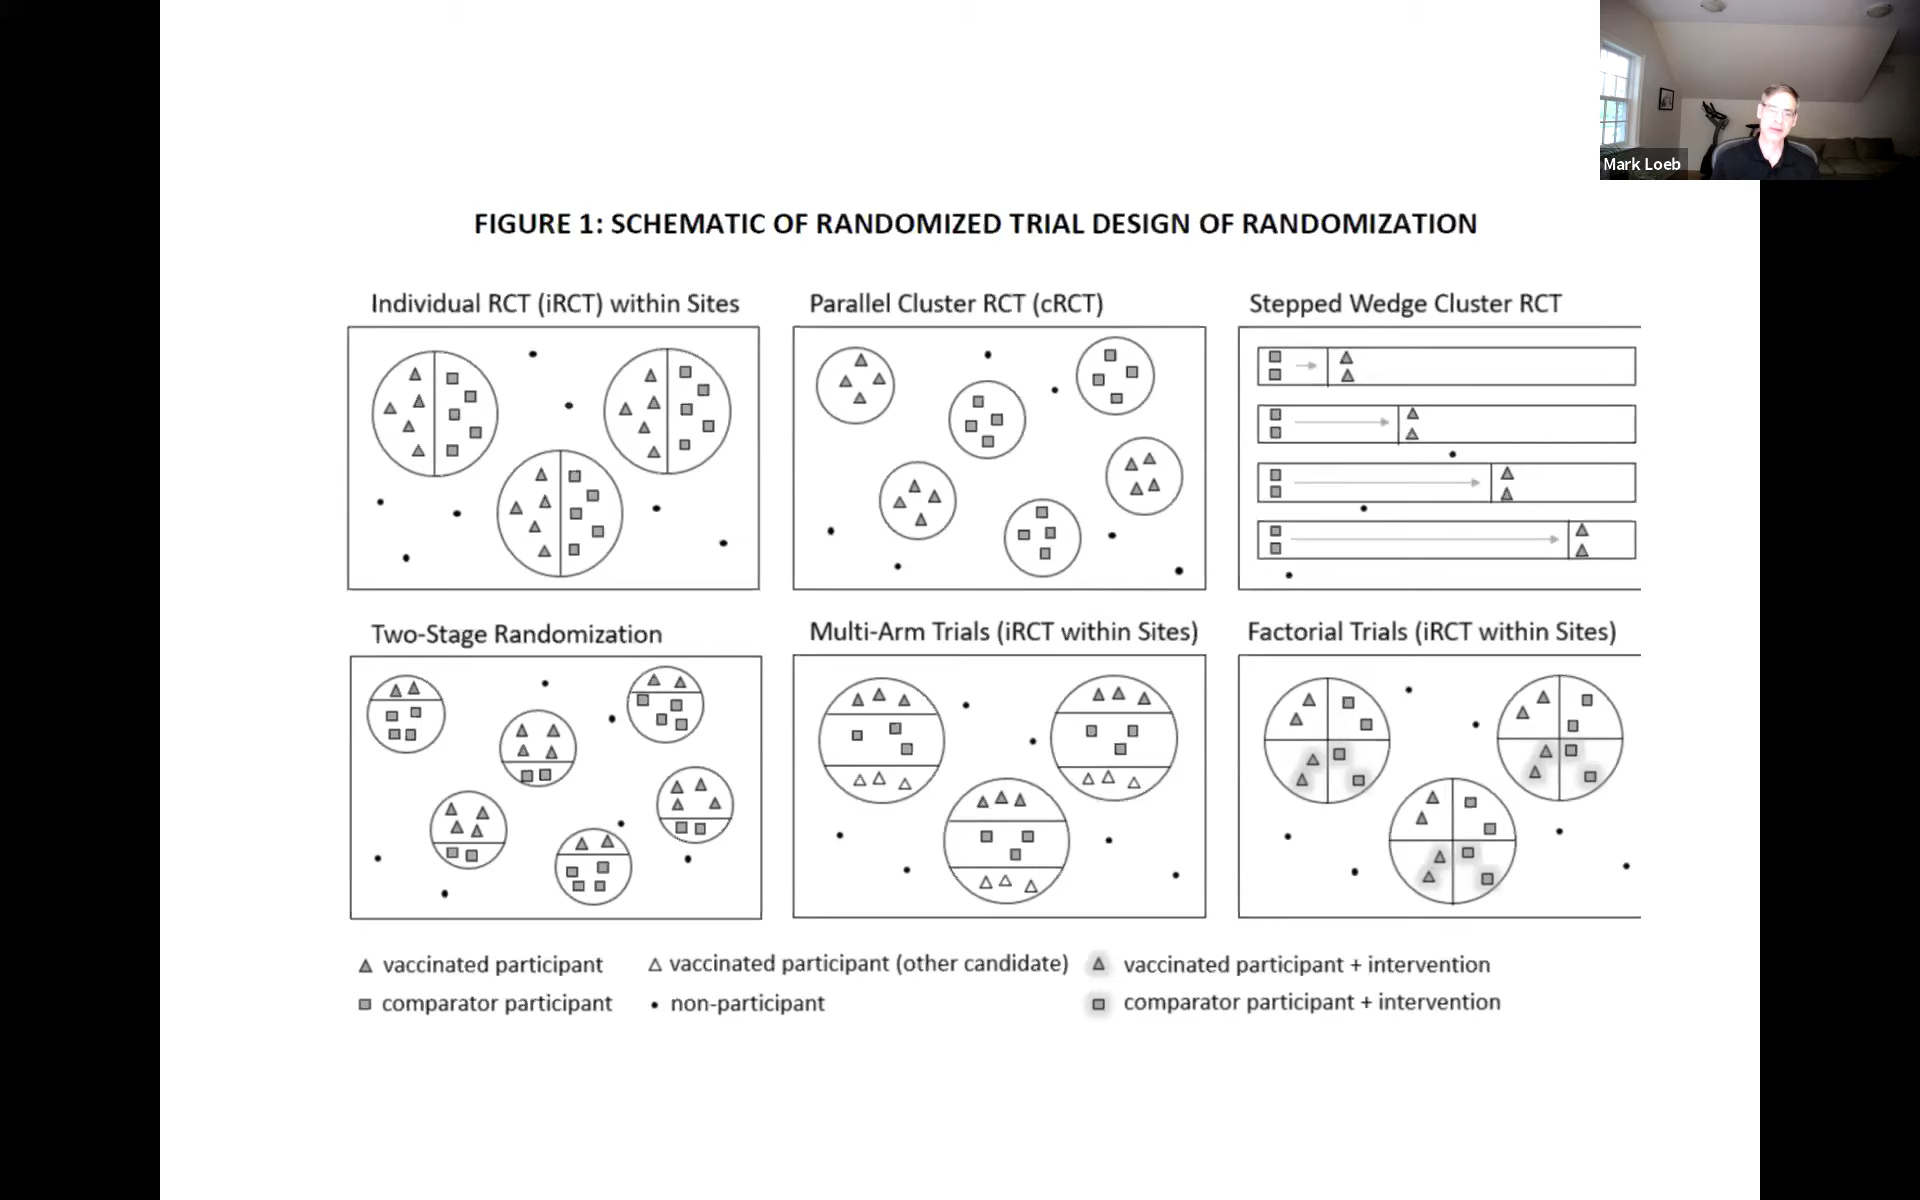 Mark Loeb
FIGURE 1: SCHEMATIC OF RANDOMIZED TRIAL DESIGN OF RANDOMIZATION
Individual RCT (iRCT) within Sites
Parallel Cluster RCT (cRCT)
Stepped Wedge Cluster RCT
Two-Stage Randomization
Multi-Arm Trials (iRCT within Sites)
Factorial Trials (iRCT within Sites)
vaccinated participant
vaccinated participant (other candidate)
vaccinated participant + intervention
comparator participant
non-participant
comparator participant + intervention